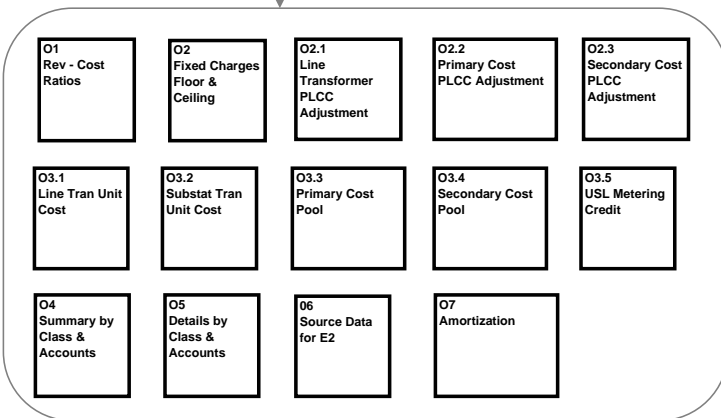 O1
Rev - Cost
Ratios
O2
Fixed Charges
Floor &
Ceiling
O2.1
Line
Transformer
PLCC
Adjustment
O2.2
Primary Cost
PLCC Adjustment
O2.3
Secondary Cost
PLCC
Adjustment
O3.1
Line Tran Unit
Cost
O3.2
Substat Tran
Unit Cost
O3.3
Primary Cost
Pool
O3.4
Secondary Cost
Pool
O3.5
USL Metering
Credit
O4
Summary by
Class &
Accounts
O5
Details by
Class &
Accounts
06
Source Data
for E2
O7
Amortization